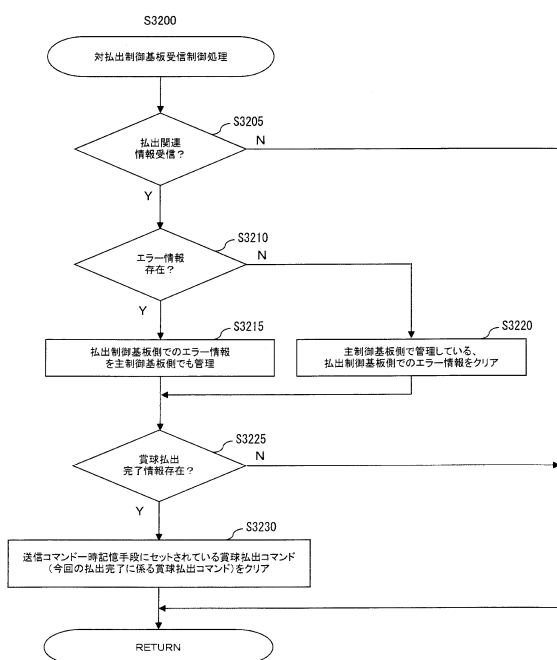 S3200
対払出制御基板受信制御処理
S3205
払出関連
情報受信？
N
Y
S3210
エラー情報
存在？
N
Y
S3215
払出制御基板側でのエラー情報
を主制御基板側でも管理
S3220
主制御基板側で管理している、
払出制御基板側でのエラー情報をクリア
S3225
賞球払出
完了情報存在？
N
Y
S3230
送信コマンド一時記憶手段にセットされている賞球払出コマンド
（今回の払出完了に係る賞球払出コマンド）をクリア
RETURN